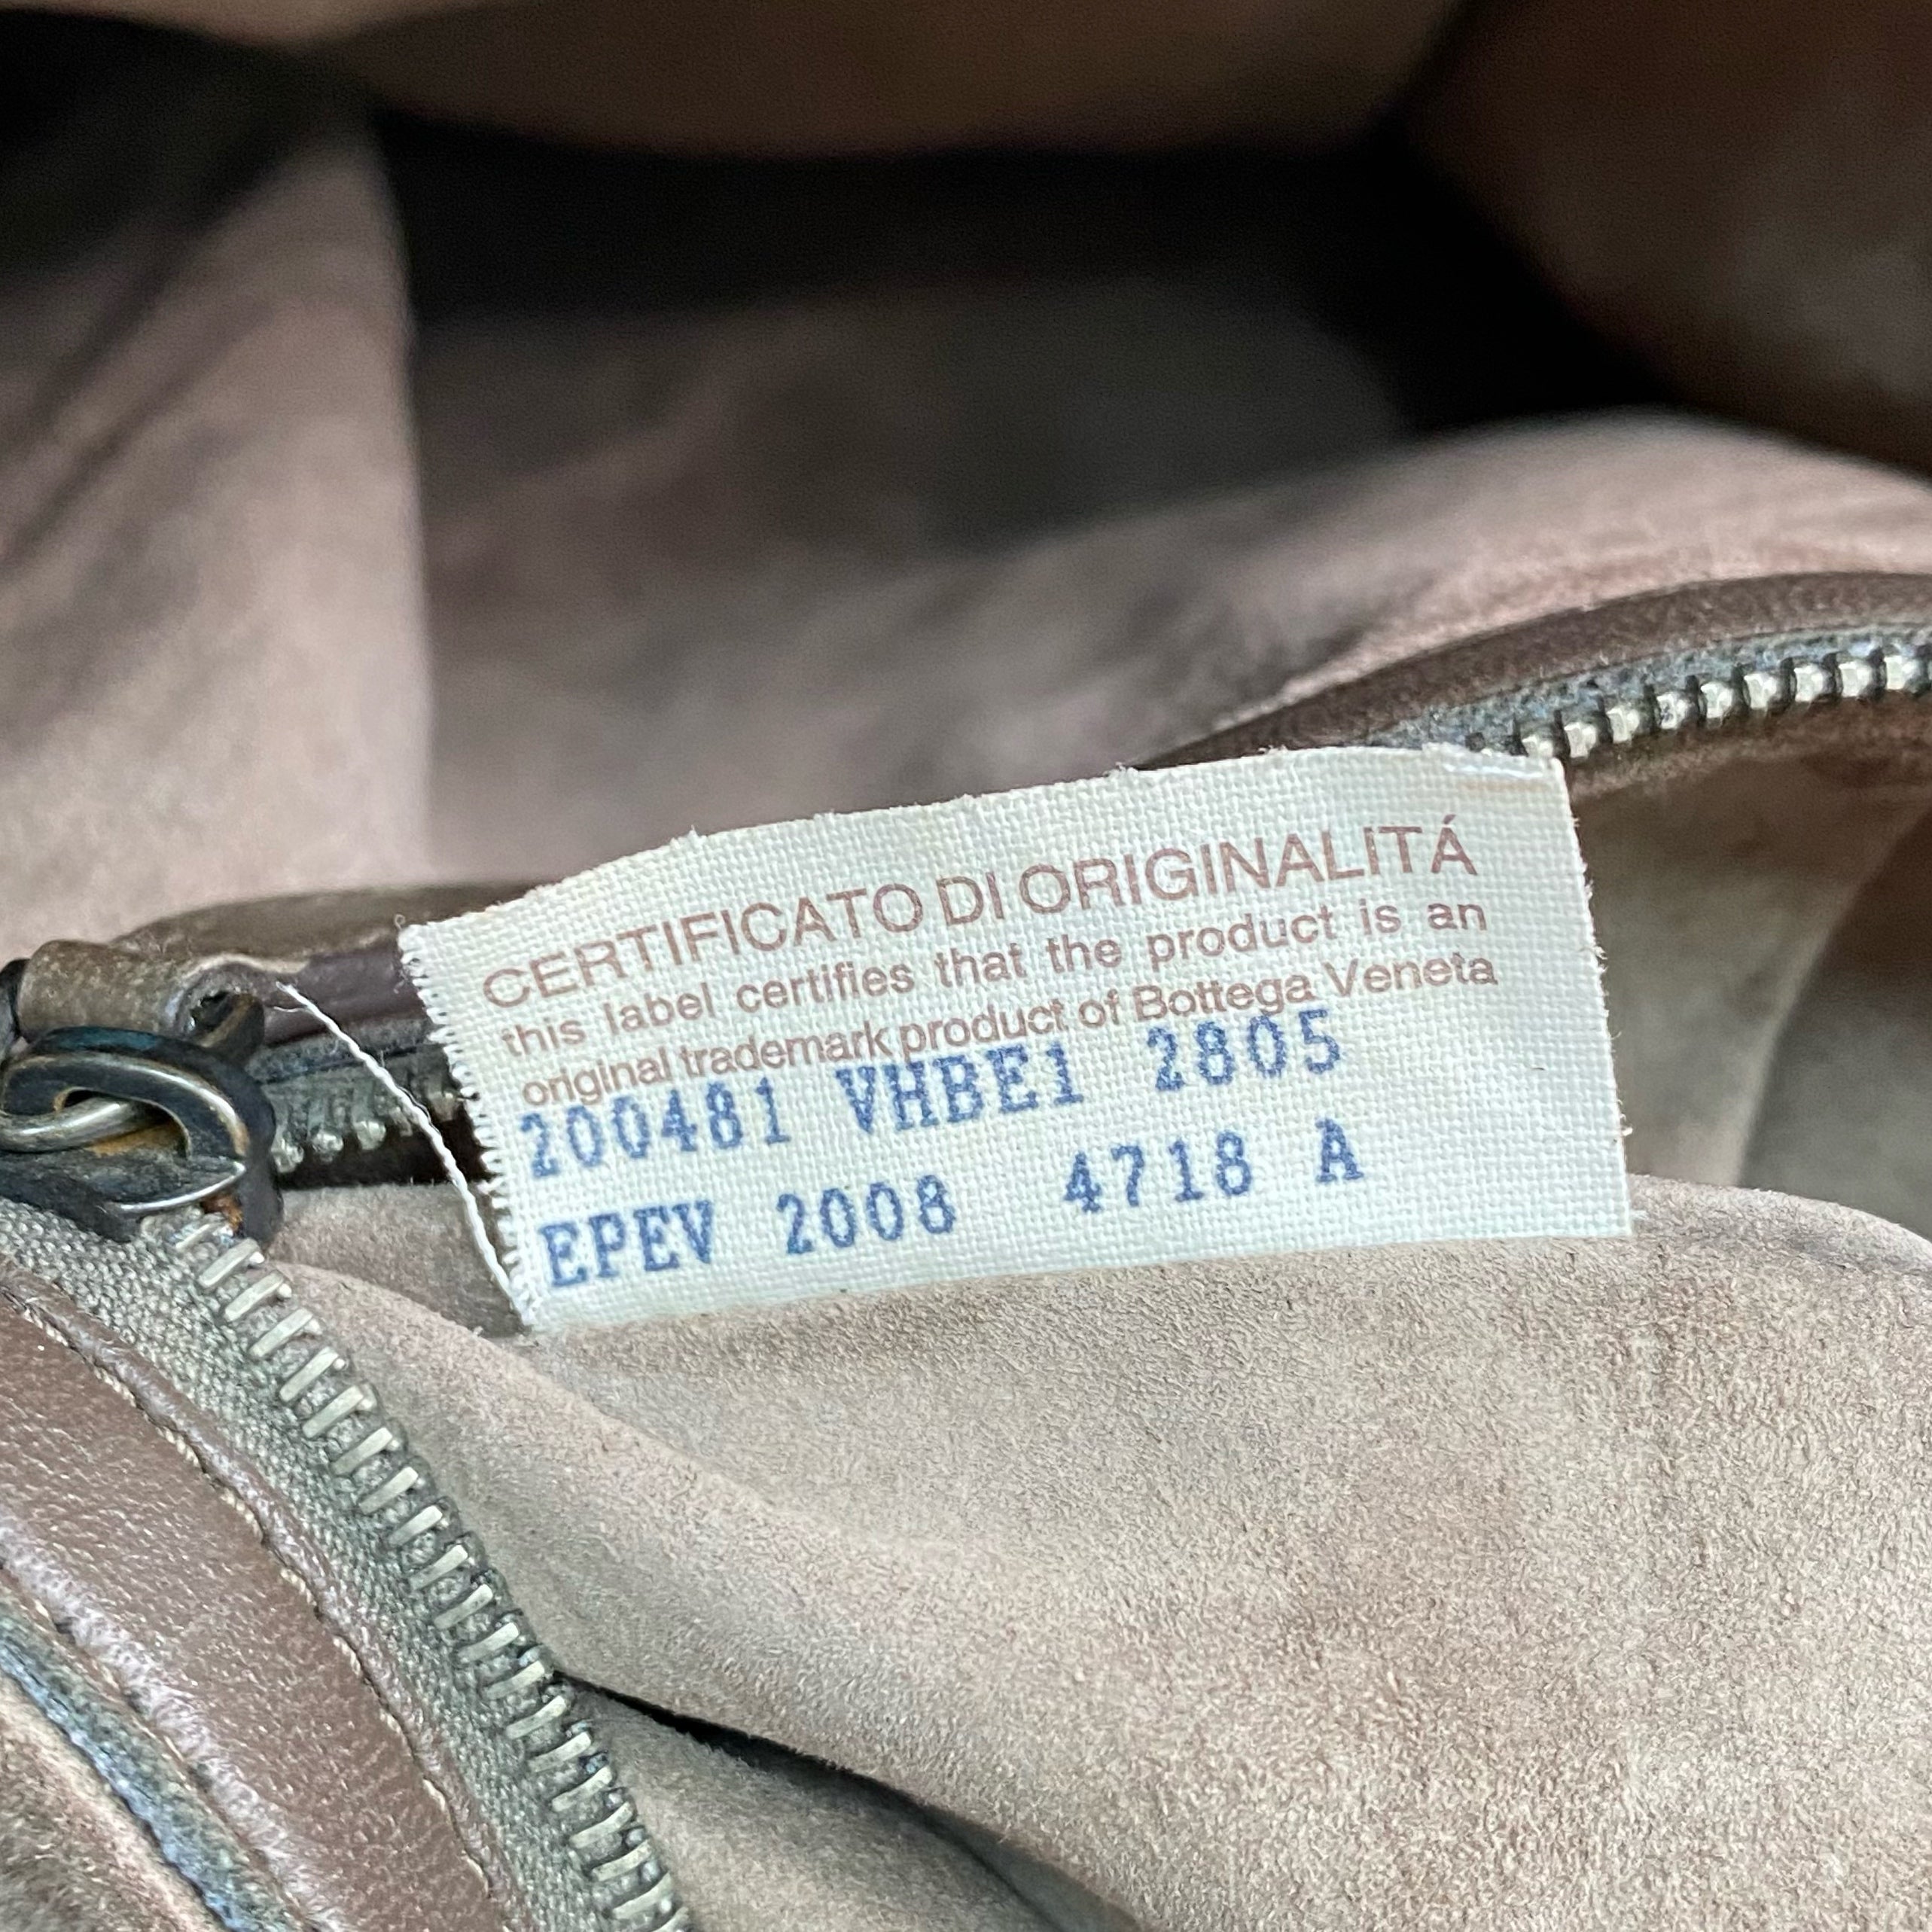 CERTIFICATO DI ORIGINALITÁ
this label certifies that the product is an
original trademark product of Bottega Veneta
200481 VHBE1 2805
EPEV 2008 4718 A